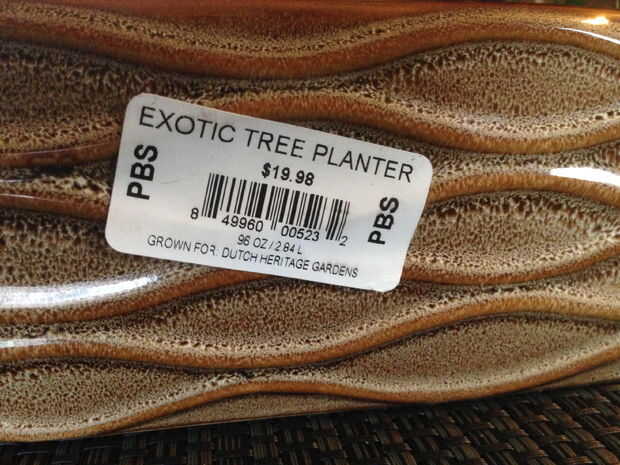 EXOTIC TREE PLANTER
$19.98
PBS
PBS
8 49960 00523 2
96 OZ / 2.84 L
GROWN FOR: DUTCH HERITAGE GARDENS